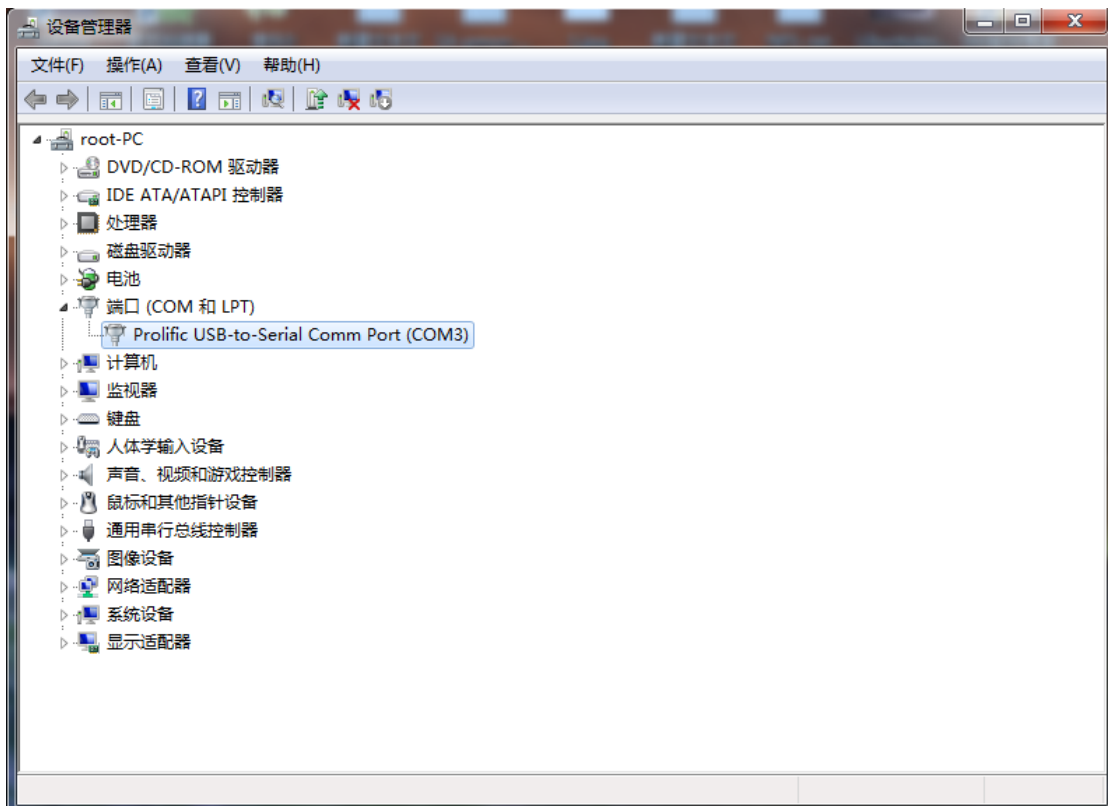 设备管理器
文件(F) 操作(A) 查看(V) 帮助(H)
root-PC
DVD/CD-ROM 驱动器
IDE ATA/ATAPI 控制器
处理器
磁盘驱动器
电池
端口 (COM 和 LPT)
Prolific USB-to-Serial Comm Port (COM3)
计算机
监视器
键盘
人体学输入设备
声音、视频和游戏控制器
鼠标和其他指针设备
通用串行总线控制器
图像设备
网络适配器
系统设备
显示适配器